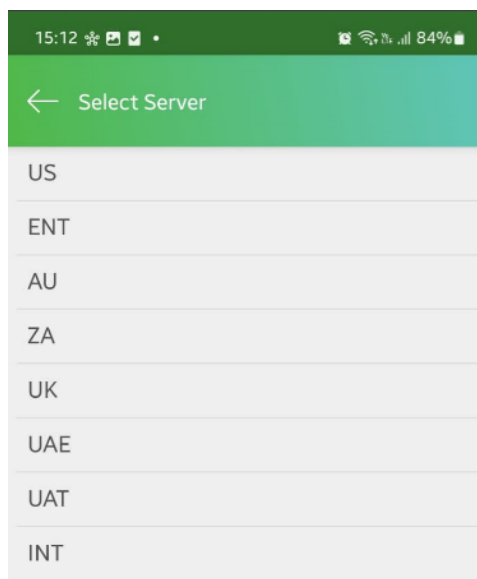 15:12 84%
Select Server
US
ENT
AU
ZA
UK
UAE
UAT
INT